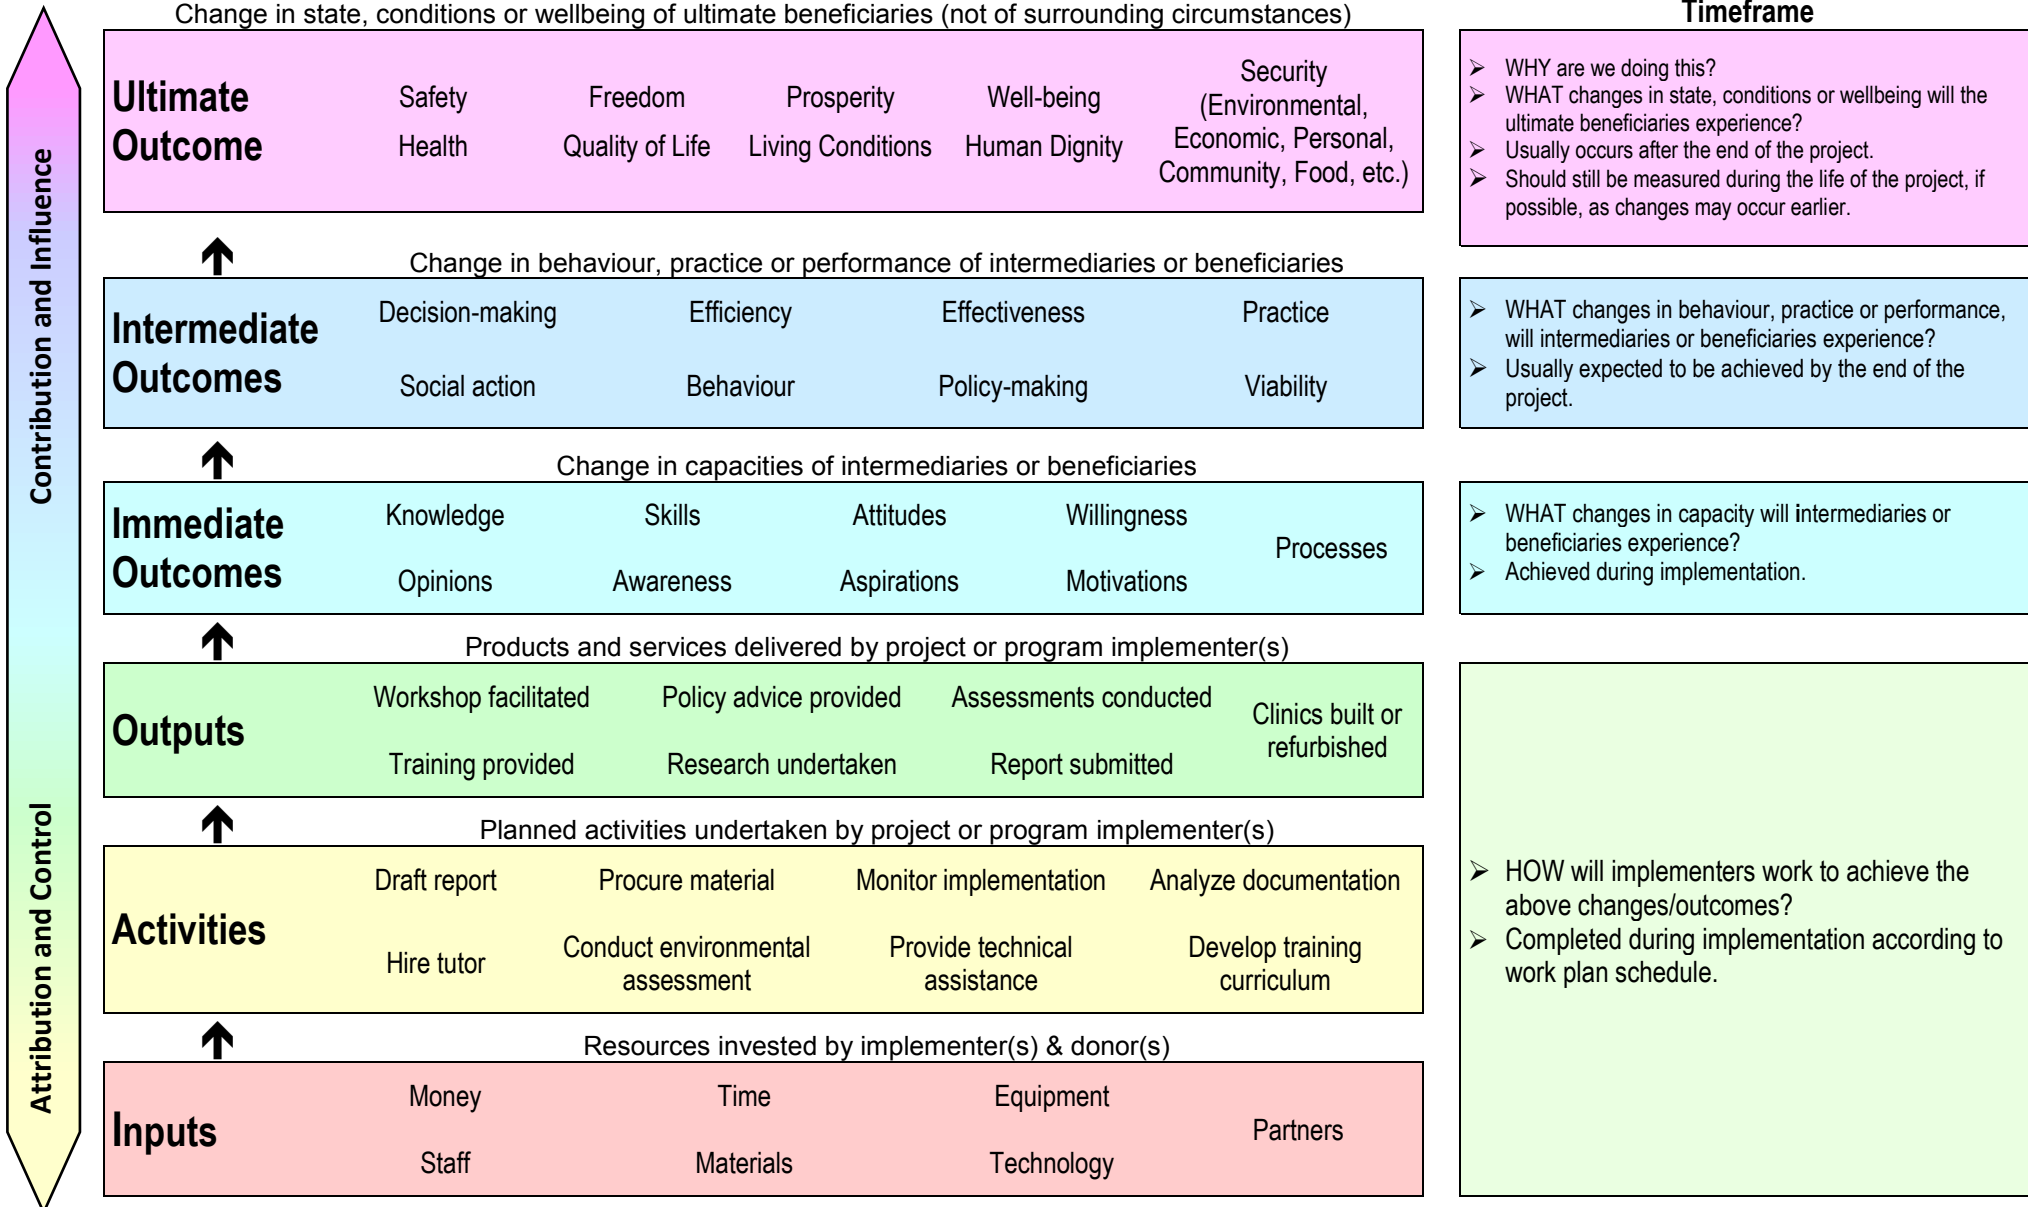 Change in state, conditions or wellbeing of ultimate beneficiaries (not of surrounding circumstances)
Timeframe
Contribution and Influence
Attribution and Control
Ultimate
Outcome
Safety
Freedom
Prosperity
Well-being
Health
Quality of Life
Living Conditions
Human Dignity
Security
(Environmental,
Economic, Personal,
Community, Food, etc.)
➢ WHY are we doing this?
➢ WHAT changes in state, conditions or wellbeing will the
ultimate beneficiaries experience?
➢ Usually occurs after the end of the project.
➢ Should still be measured during the life of the project, if
possible, as changes may occur earlier.
Change in behaviour, practice or performance of intermediaries or beneficiaries
Intermediate
Outcomes
Decision-making
Efficiency
Effectiveness
Practice
Social action
Behaviour
Policy-making
Viability
➢ WHAT changes in behaviour, practice or performance,
will intermediaries or beneficiaries experience?
➢ Usually expected to be achieved by the end of the
project.
Change in capacities of intermediaries or beneficiaries
Immediate
Outcomes
Knowledge
Skills
Attitudes
Willingness
Opinions
Awareness
Aspirations
Motivations
Processes
➢ WHAT changes in capacity will intermediaries or
beneficiaries experience?
➢ Achieved during implementation.
Products and services delivered by project or program implementer(s)
Outputs
Workshop facilitated
Policy advice provided
Assessments conducted
Training provided
Research undertaken
Report submitted
Clinics built or
refurbished
Planned activities undertaken by project or program implementer(s)
Activities
Draft report
Procure material
Monitor implementation
Analyze documentation
Hire tutor
Conduct environmental
assessment
Provide technical
assistance
Develop training
curriculum
➢ HOW will implementers work to achieve the
above changes/outcomes?
➢ Completed during implementation according to
work plan schedule.
Resources invested by implementer(s) & donor(s)
Inputs
Money
Time
Equipment
Staff
Materials
Technology
Partners